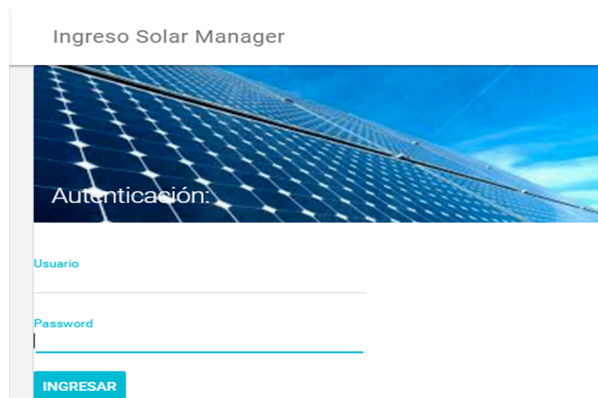 Ingreso Solar Manager
Autenticación:
Usuario
Password
INGRESAR